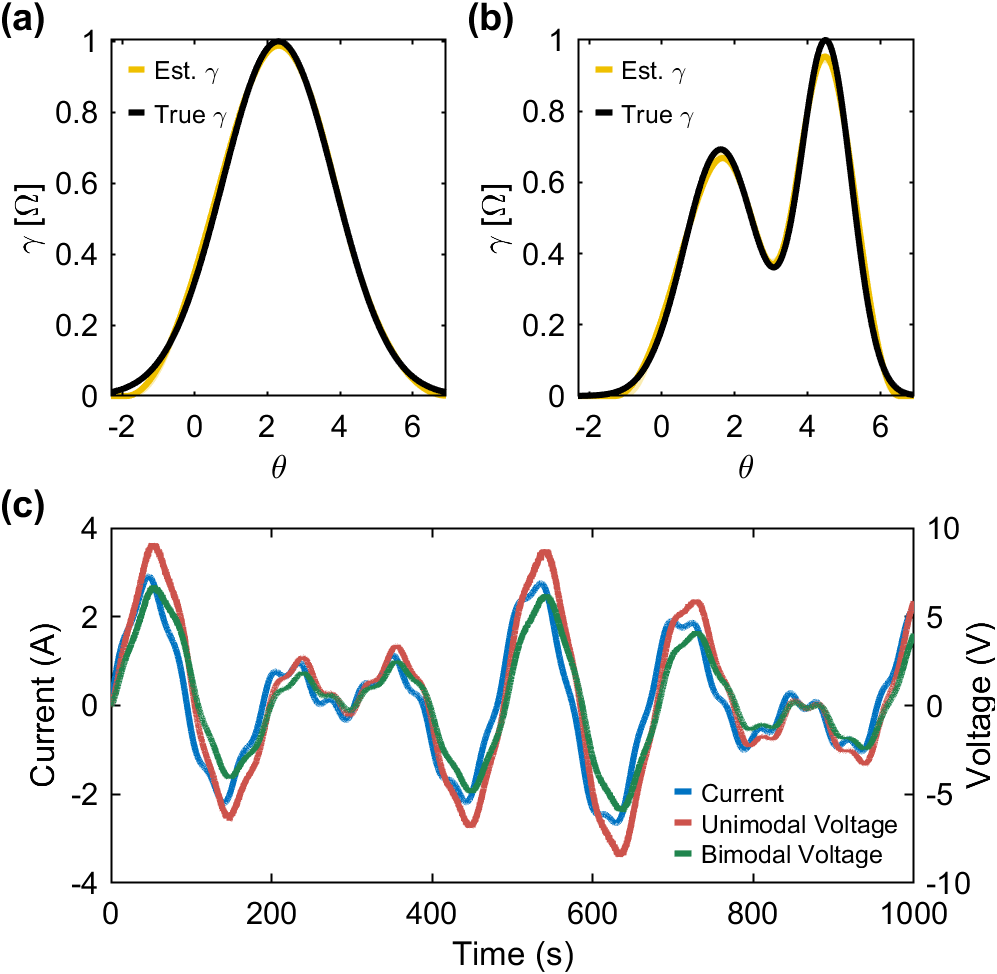 (a)
(b)
1
0.8
0.6
0.4
0.2
0
γ [Ω]
Est. γ
True γ
-2 0 2 4 6
θ
1
0.8
0.6
0.4
0.2
0
γ [Ω]
Est. γ
True γ
-2 0 2 4 6
θ
(c)
4
2
0
-2
-4
Current (A)
10
5
0
-5
-10
Voltage (V)
Current
Unimodal Voltage
Bimodal Voltage
0 200 400 600 800 1000
Time (s)